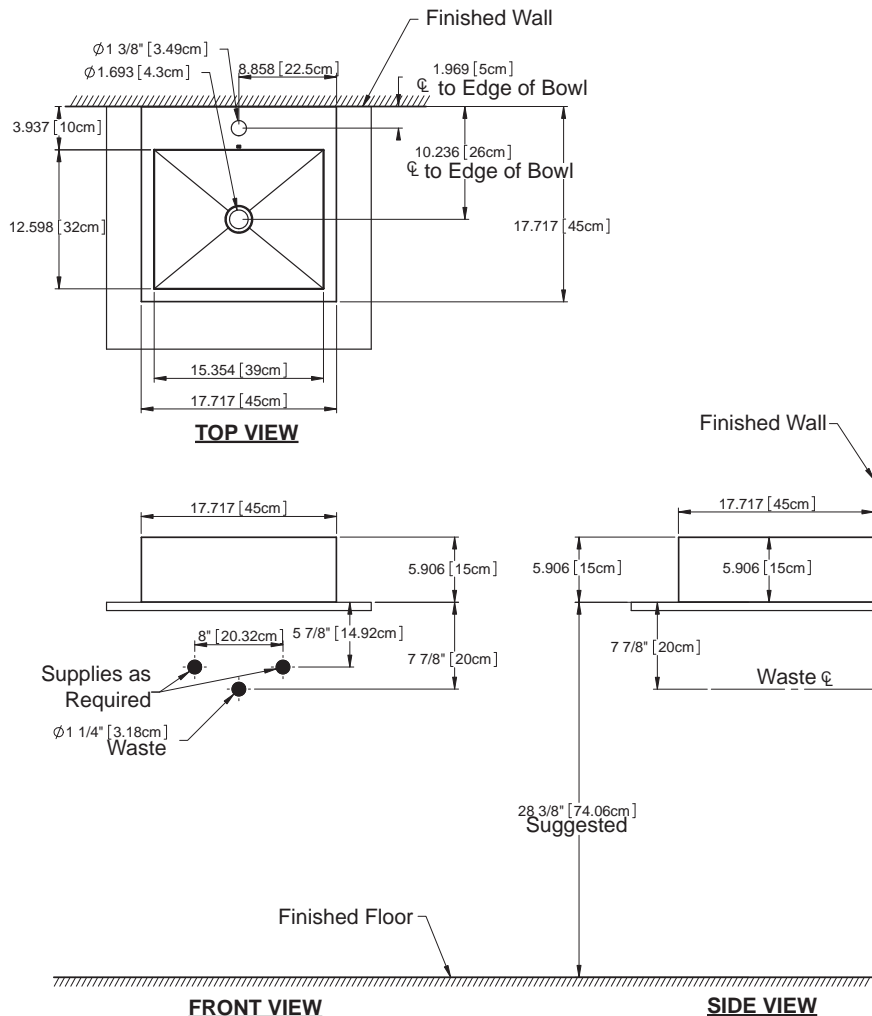 Finished Wall
∅1 3/8" [3.49cm]
∅1.693 [4.3cm]
8.858 [22.5cm]
1.969 [5cm]
℄ to Edge of Bowl
3.937 [10cm]
10.236 [26cm]
℄ to Edge of Bowl
12.598 [32cm]
17.717 [45cm]
15.354 [39cm]
17.717 [45cm]
TOP VIEW
Finished Wall
17.717 [45cm]
17.717 [45cm]
5.906 [15cm]
5.906 [15cm]
5.906 [15cm]
8" [20.32cm]
5 7/8" [14.92cm]
7 7/8" [20cm]
7 7/8" [20cm]
Supplies as
Required
Waste ℄
∅1 1/4" [3.18cm]
Waste
28 3/8" [74.06cm]
Suggested
Finished Floor
FRONT VIEW
SIDE VIEW